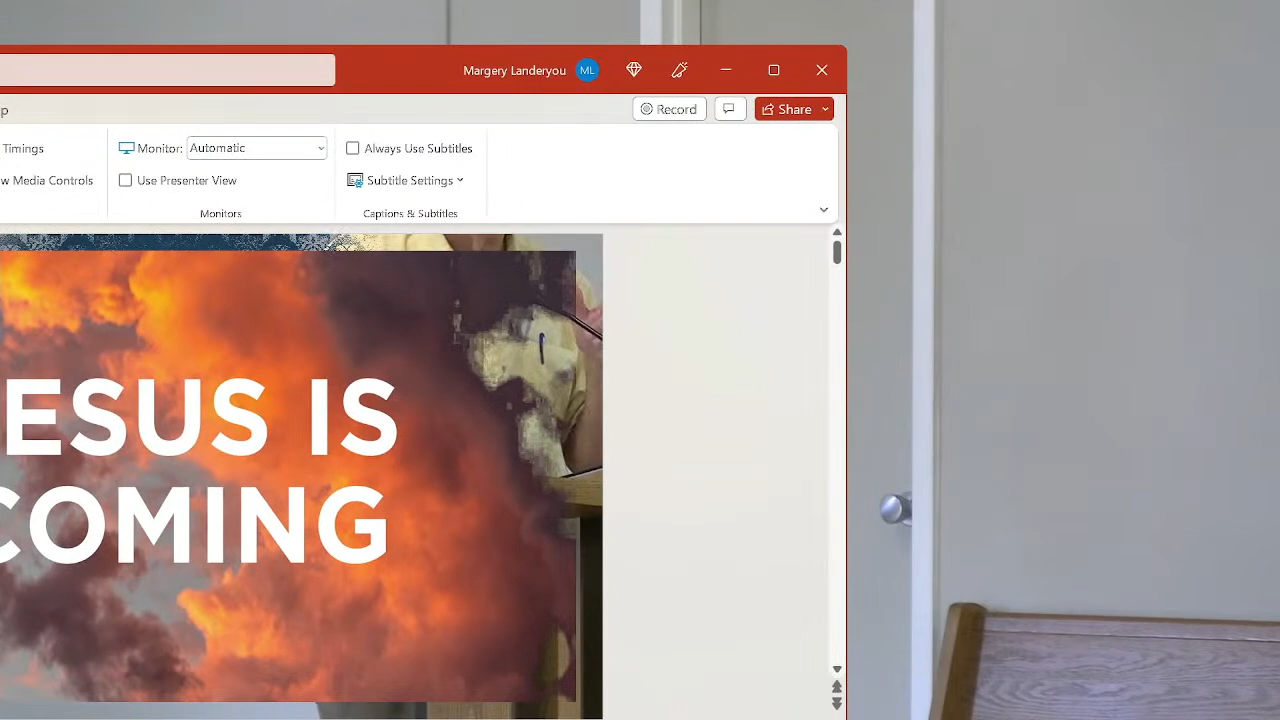 Margery Landeryou ML
p Record Share
Timings Monitor: Automatic Always Use Subtitles
w Media Controls Use Presenter View Subtitle Settings
Monitors Captions & Subtitles
ESUS IS
COMING